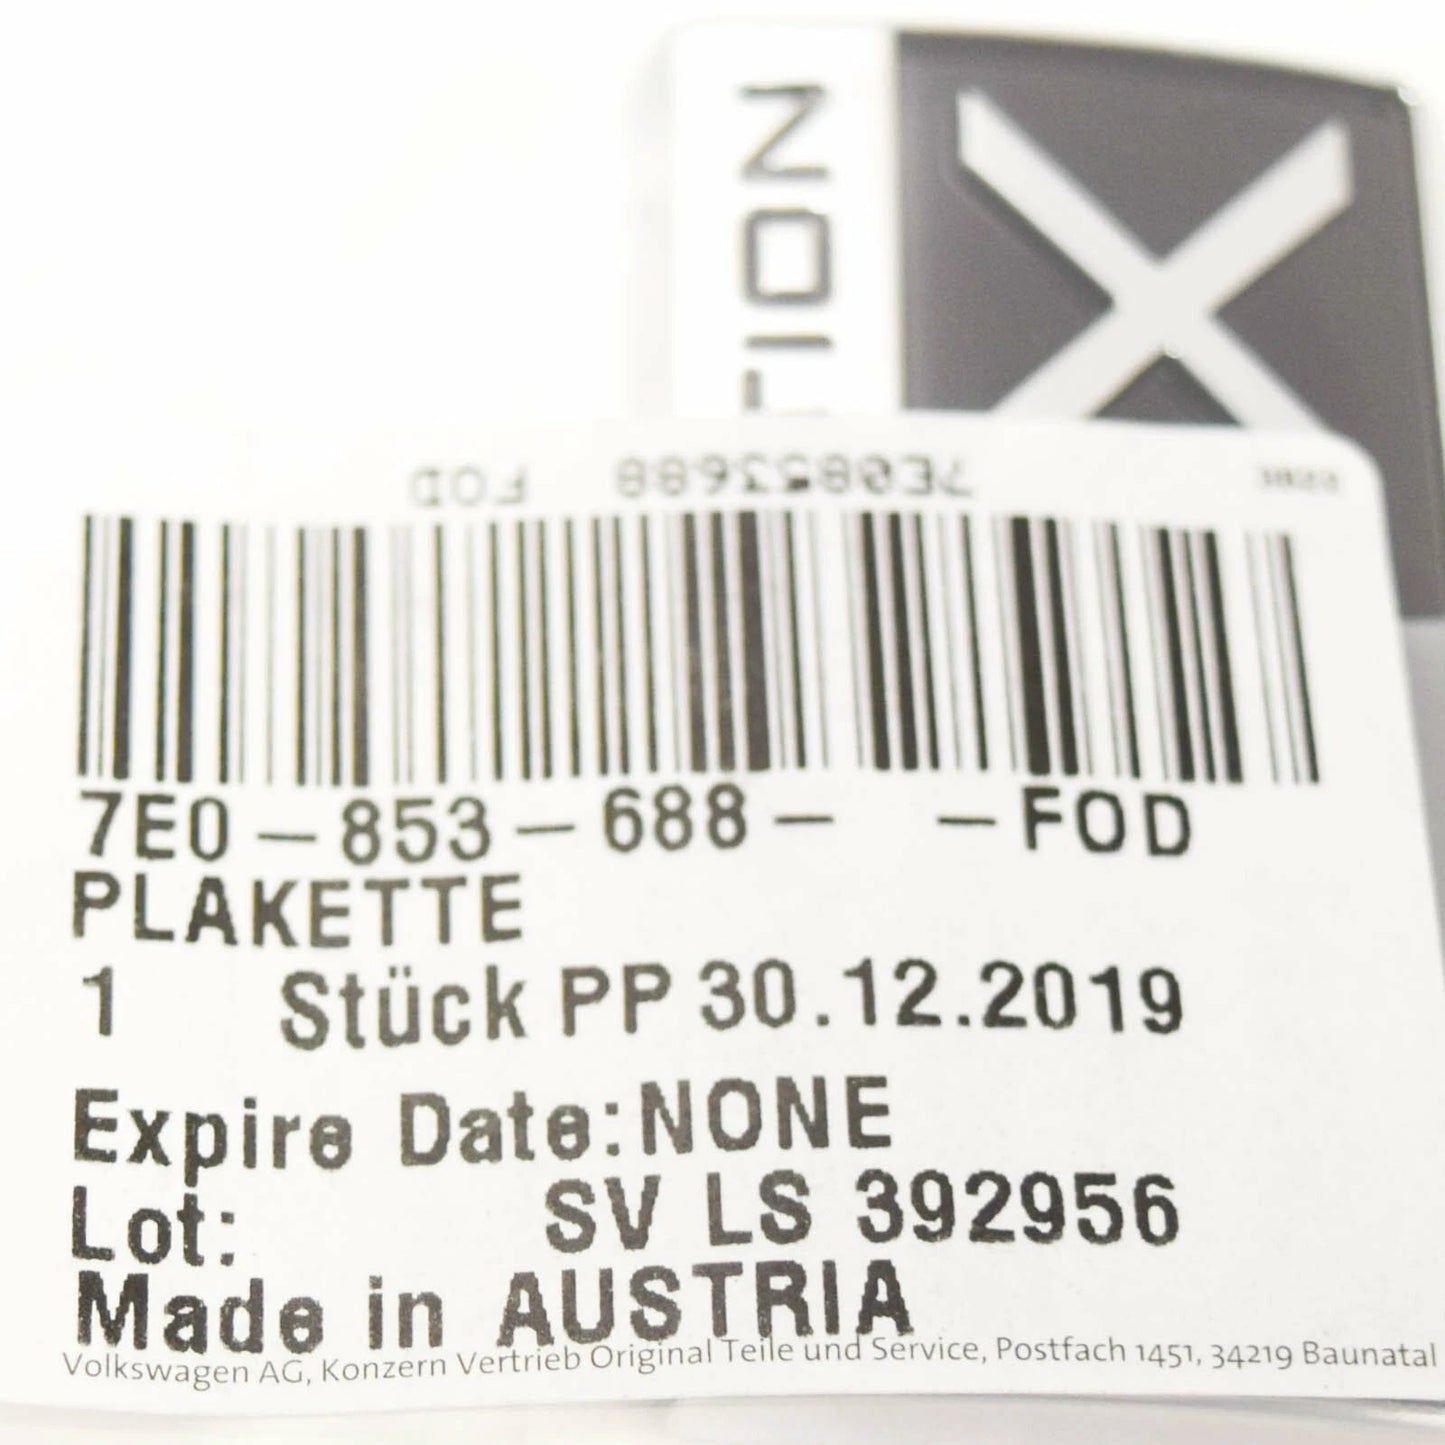 TION
X
7E0853688 FOD
7E0-853-688- -FOD
PLAKETTE
1 Stück PP 30.12.2019
Expire Date:NONE
Lot: SV LS 392956
Made in AUSTRIA
Volkswagen AG, Konzern Vertrieb Original Teile und Service, Postfach 1451, 34219 Baunatal